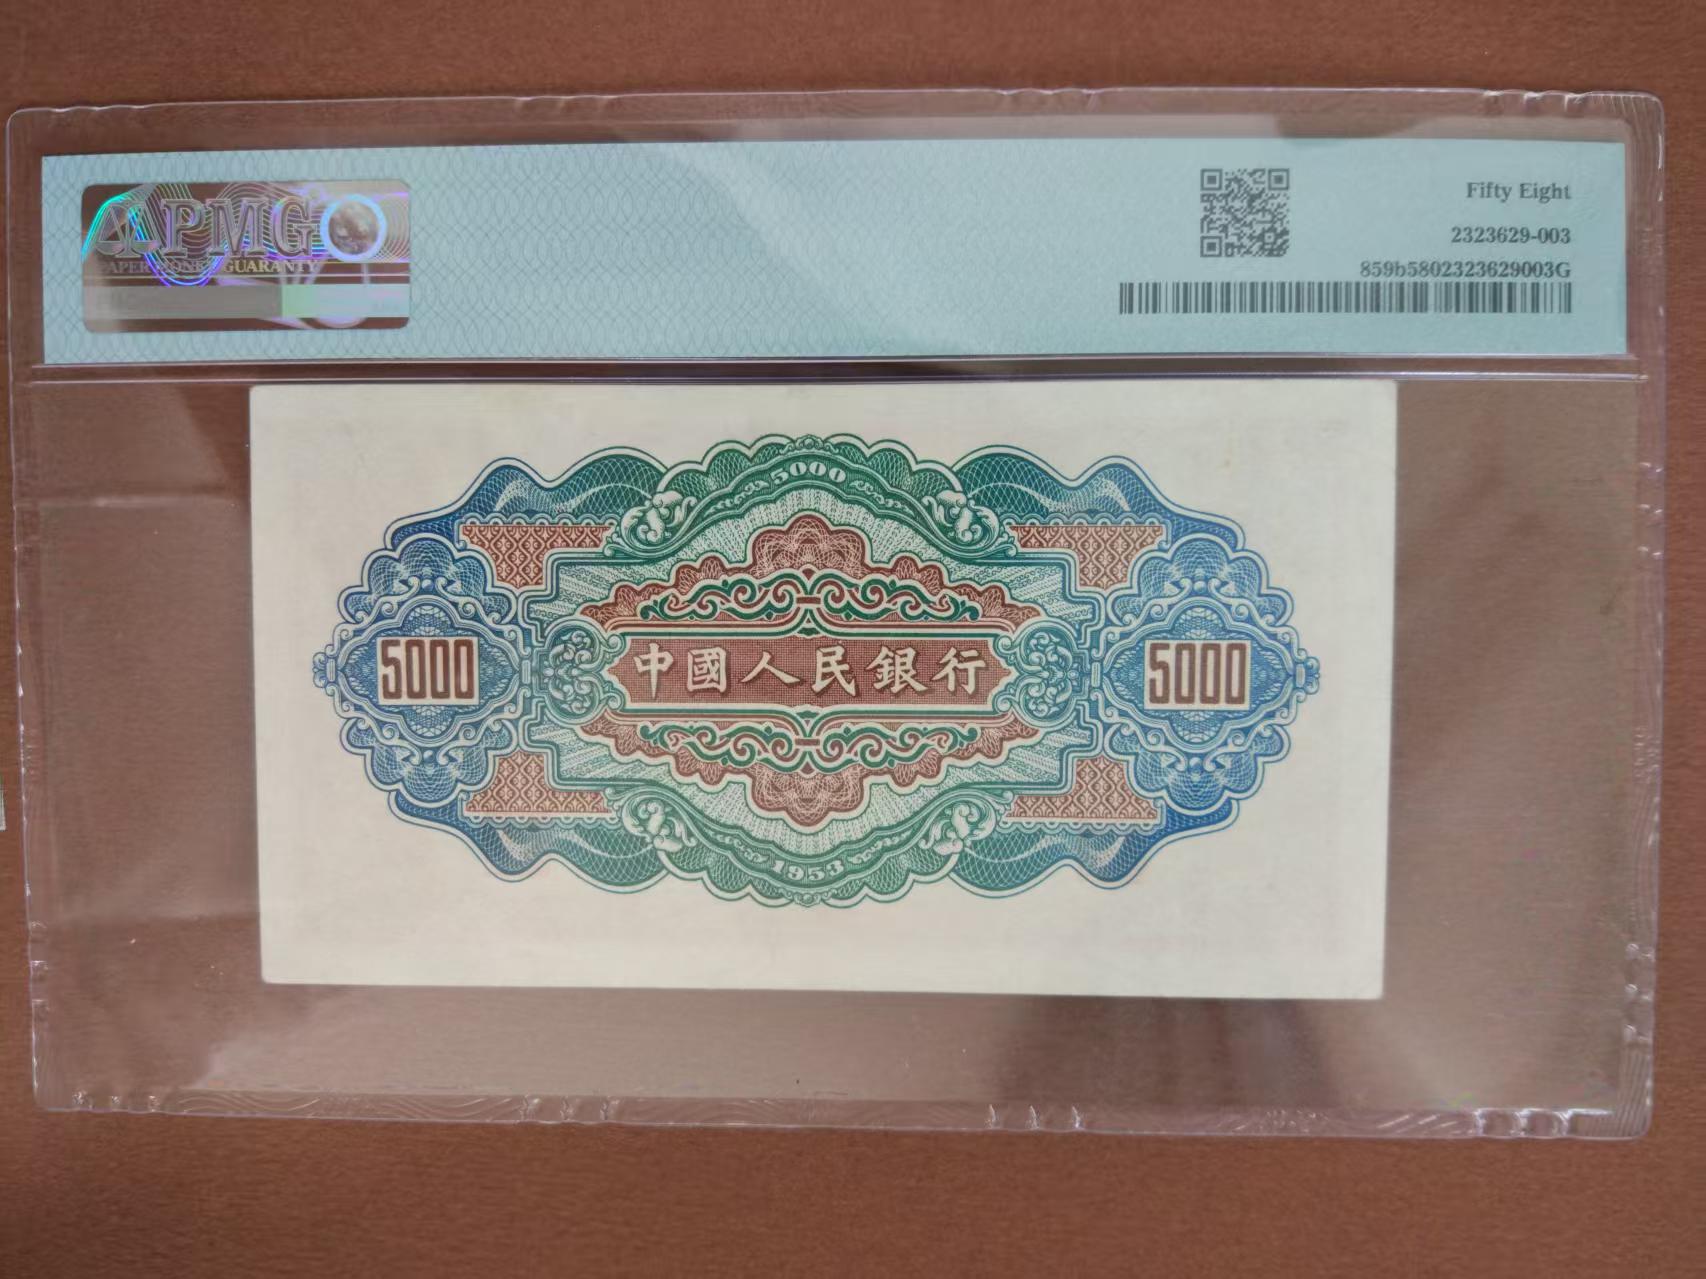 PMG
PAPER MONEY GUARANTY
Fifty Eight
2323629-003
859b5802323629003G
5000
5000
中國人民銀行
5000
1953